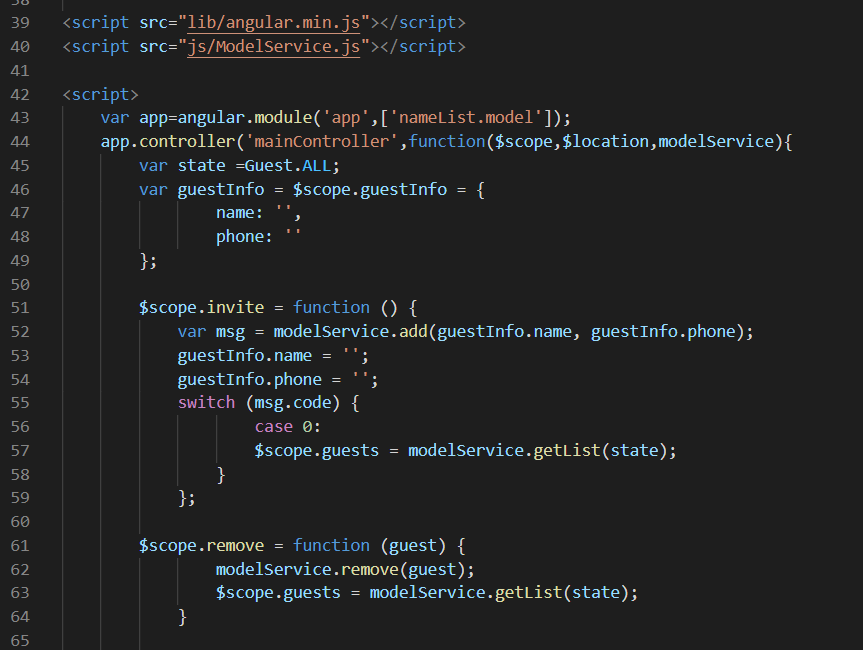 38
39 <script src="lib/angular.min.js"></script>
40 <script src="js/ModelService.js"></script>
41
42 <script>
43     var app=angular.module('app',['nameList.model']);
44     app.controller('mainController',function($scope,$location,modelService){
45         var state =Guest.ALL;
46         var guestInfo = $scope.guestInfo = {
47                 name: '',
48                 phone: ''
49         };
50
51         $scope.invite = function () {
52             var msg = modelService.add(guestInfo.name, guestInfo.phone);
53             guestInfo.name = '';
54             guestInfo.phone = '';
55             switch (msg.code) {
56                     case 0:
57                     $scope.guests = modelService.getList(state);
58                 }
59             };
60
61         $scope.remove = function (guest) {
62                 modelService.remove(guest);
63                 $scope.guests = modelService.getList(state);
64             }
65